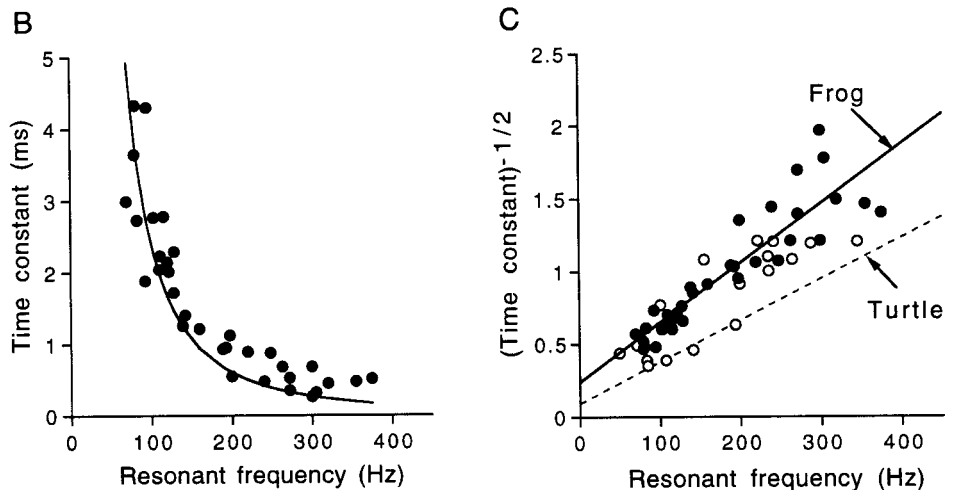 B
Time constant (ms)
5
4
3
2
1
0
0 100 200 300 400
Resonant frequency (Hz)
C
(Time constant)-1/2
2.5
2
1.5
1
0.5
0
Frog
Turtle
0 100 200 300 400
Resonant frequency (Hz)